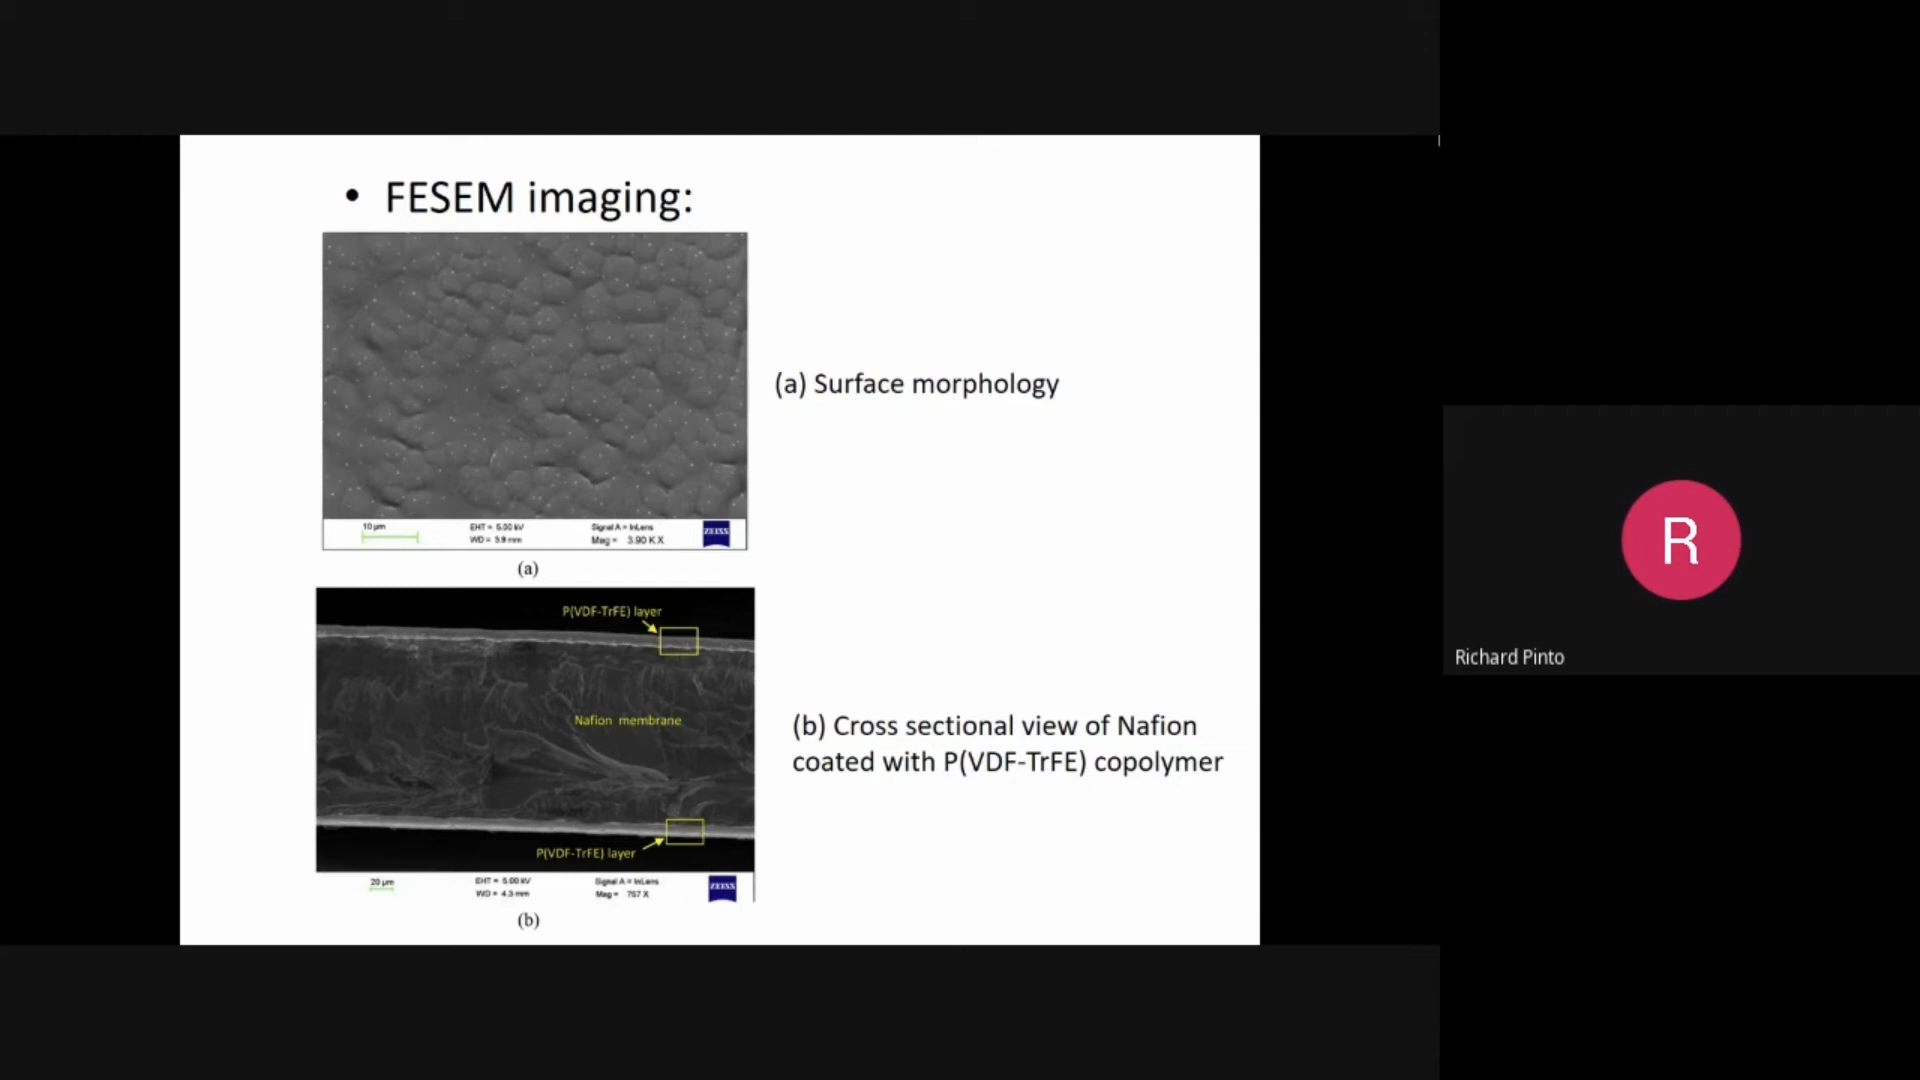 • FESEM imaging:
10 µm
EHT = 5.00 kV
WD = 3.9 mm
Signal A = InLens
Mag = 3.90 K X
ZEISS
(a)
(a) Surface morphology
P(VDF-TrFE) layer
Nafion membrane
P(VDF-TrFE) layer
20 µm
EHT = 5.00 kV
WD = 4.3 mm
Signal A = InLens
Mag = 757 X
ZEISS
(b)
(b) Cross sectional view of Nafion
coated with P(VDF-TrFE) copolymer
R
Richard Pinto